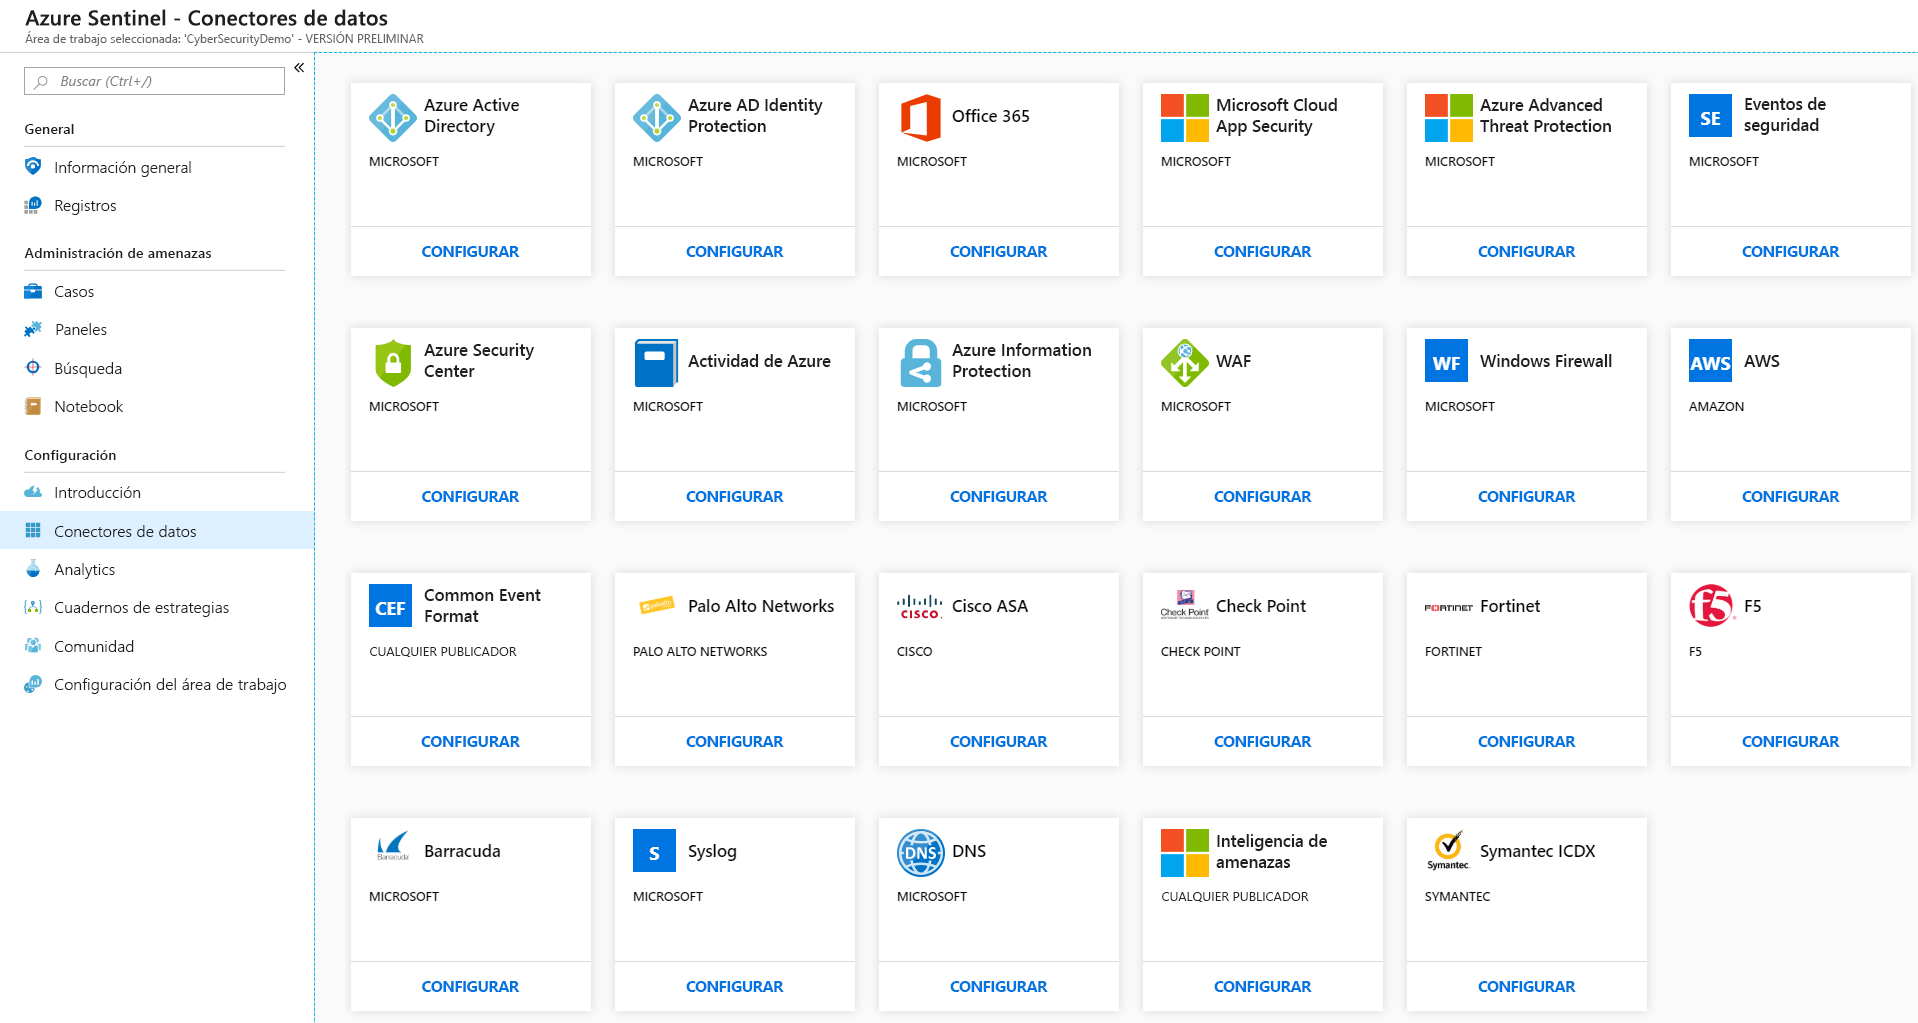 Azure Sentinel - Conectores de datos
Área de trabajo seleccionada: 'CyberSecurityDemo' - VERSIÓN PRELIMINAR
Buscar (Ctrl+/)
«
General
Información general
Registros
Administración de amenazas
Casos
Paneles
Búsqueda
Notebook
Configuración
Introducción
Conectores de datos
Analytics
Cuadernos de estrategias
Comunidad
Configuración del área de trabajo
Azure Active
Directory
MICROSOFT
CONFIGURAR
Azure AD Identity
Protection
MICROSOFT
CONFIGURAR
Office 365
MICROSOFT
CONFIGURAR
Microsoft Cloud
App Security
MICROSOFT
CONFIGURAR
Azure Advanced
Threat Protection
MICROSOFT
CONFIGURAR
SE
Eventos de
seguridad
MICROSOFT
CONFIGURAR
Azure Security
Center
MICROSOFT
CONFIGURAR
Actividad de Azure
MICROSOFT
CONFIGURAR
Azure Information
Protection
MICROSOFT
CONFIGURAR
WAF
MICROSOFT
CONFIGURAR
WF
Windows Firewall
MICROSOFT
CONFIGURAR
AWS
AWS
AMAZON
CONFIGURAR
CEF
Common Event
Format
CUALQUIER PUBLICADOR
CONFIGURAR
paloalto
Palo Alto Networks
PALO ALTO NETWORKS
CONFIGURAR
CISCO
Cisco ASA
CISCO
CONFIGURAR
Check Point
Check Point
CHECK POINT
CONFIGURAR
FORTINET
Fortinet
FORTINET
CONFIGURAR
f5
F5
F5
CONFIGURAR
Barracuda
Barracuda
MICROSOFT
CONFIGURAR
S
Syslog
MICROSOFT
CONFIGURAR
DNS
DNS
MICROSOFT
CONFIGURAR
Inteligencia de
amenazas
CUALQUIER PUBLICADOR
CONFIGURAR
Symantec.
Symantec ICDX
SYMANTEC
CONFIGURAR